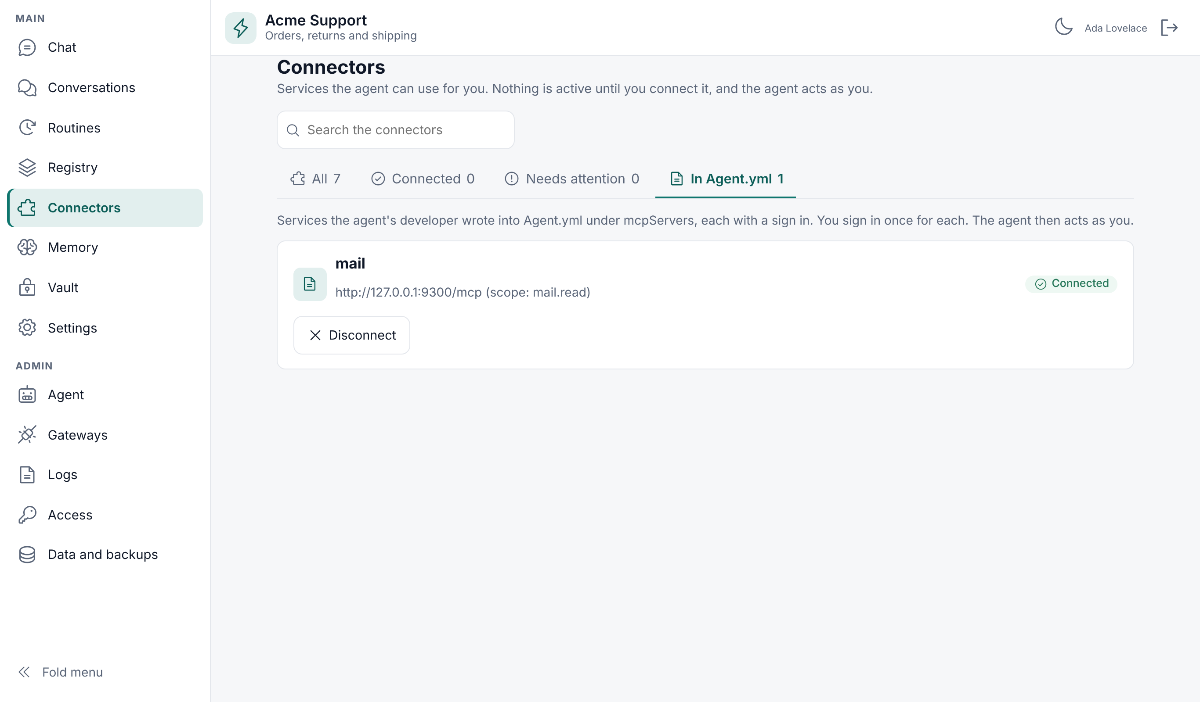 MAIN
Chat
Conversations
Routines
Registry
Connectors
Memory
Vault
Settings
ADMIN
Agent
Gateways
Logs
Access
Data and backups
Fold menu
Acme Support
Orders, returns and shipping
Ada Lovelace
Connectors
Services the agent can use for you. Nothing is active until you connect it, and the agent acts as you.
Search the connectors
All 7 Connected 0 Needs attention 0 In Agent.yml 1
Services the agent's developer wrote into Agent.yml under mcpServers, each with a sign in. You sign in once for each. The agent then acts as you.
mail
http://127.0.0.1:9300/mcp (scope: mail.read)
Connected
Disconnect